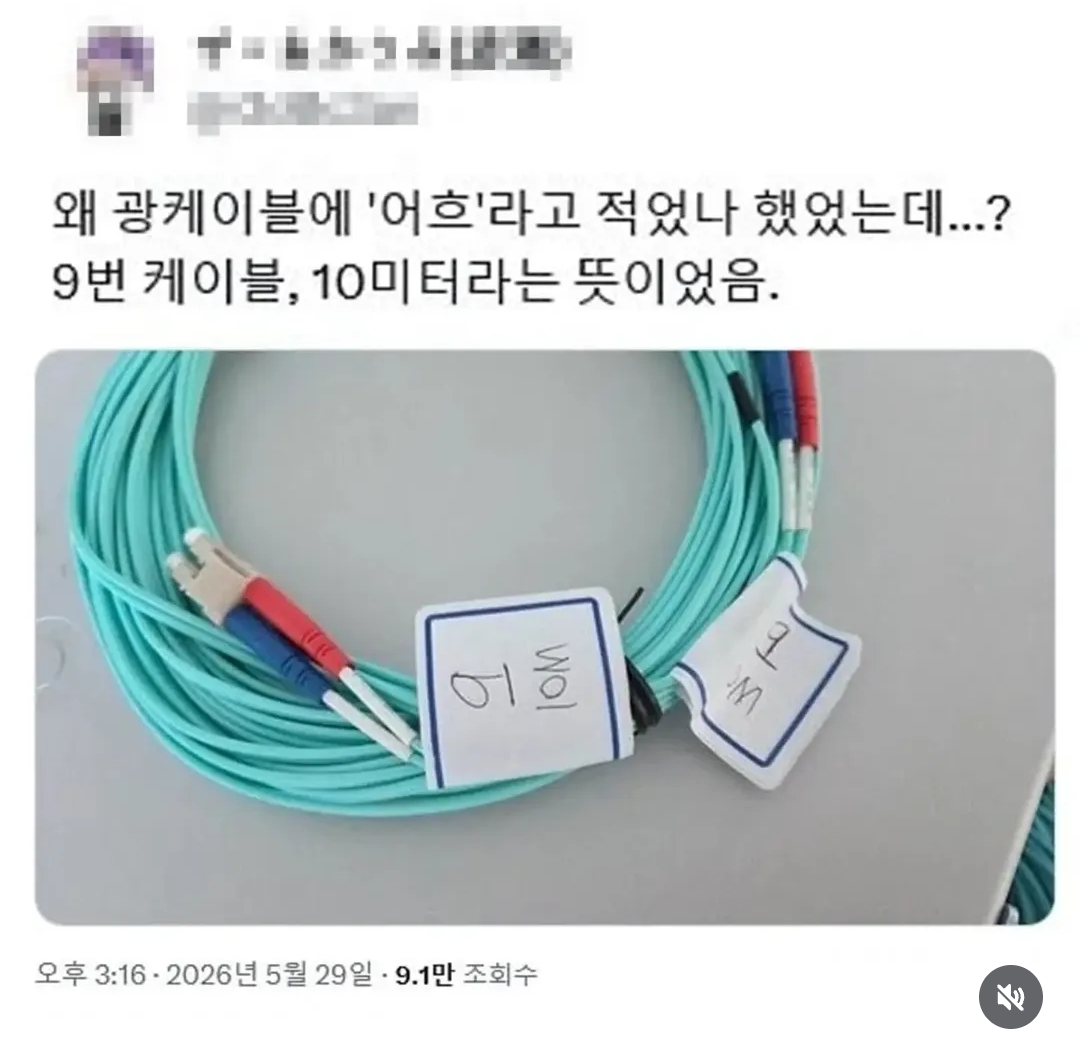 왜 광케이블에 '어흐'라고 적었나 했었는데...?
9번 케이블, 10미터라는 뜻이었음.
9
10m
9
오후 3:16 · 2026년 5월 29일 · 9.1만 조회수